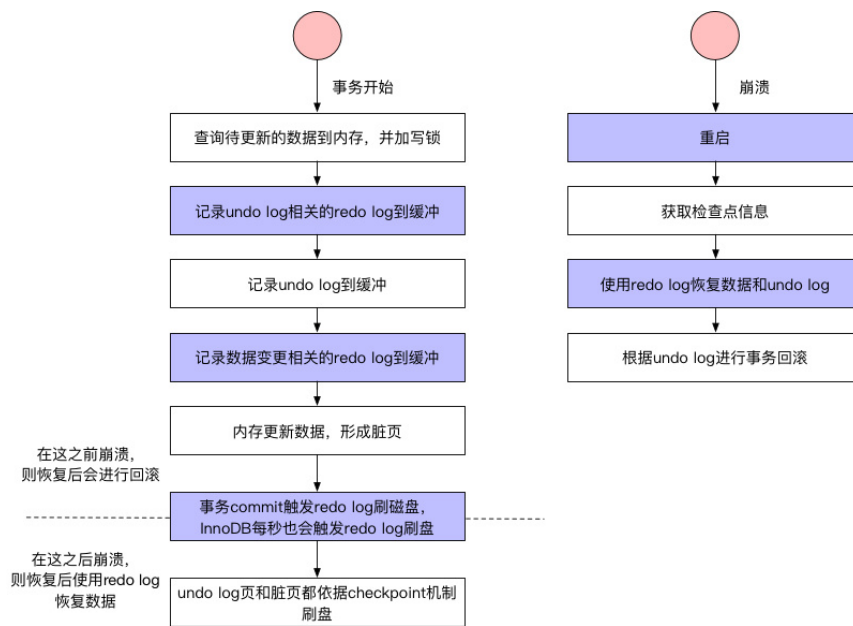 事务开始
查询待更新的数据到内存，并加写锁
记录undo log相关的redo log到缓冲
记录undo log到缓冲
记录数据变更相关的redo log到缓冲
内存更新数据，形成脏页
在这之前崩溃，
则恢复后会进行回滚
事务commit触发redo log刷磁盘，
InnoDB每秒也会触发redo log刷盘
在这之后崩溃，
则恢复后使用redo log
恢复数据
undo log页和脏页都依据checkpoint机制
刷盘
崩溃
重启
获取检查点信息
使用redo log恢复数据和undo log
根据undo log进行事务回滚